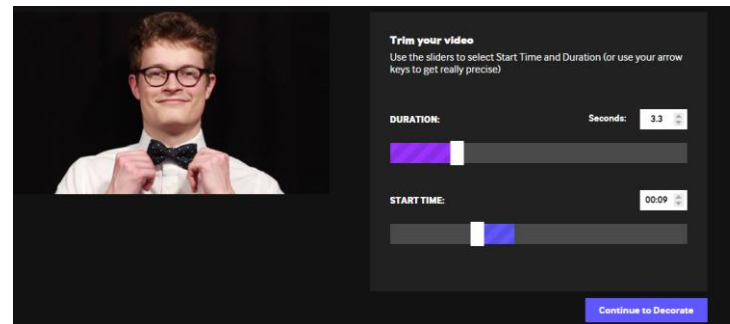 Trim your video
Use the sliders to select Start Time and Duration (or use your arrow
keys to get really precise)
DURATION:
Seconds:
3.3
START TIME:
00:09
Continue to Decorate